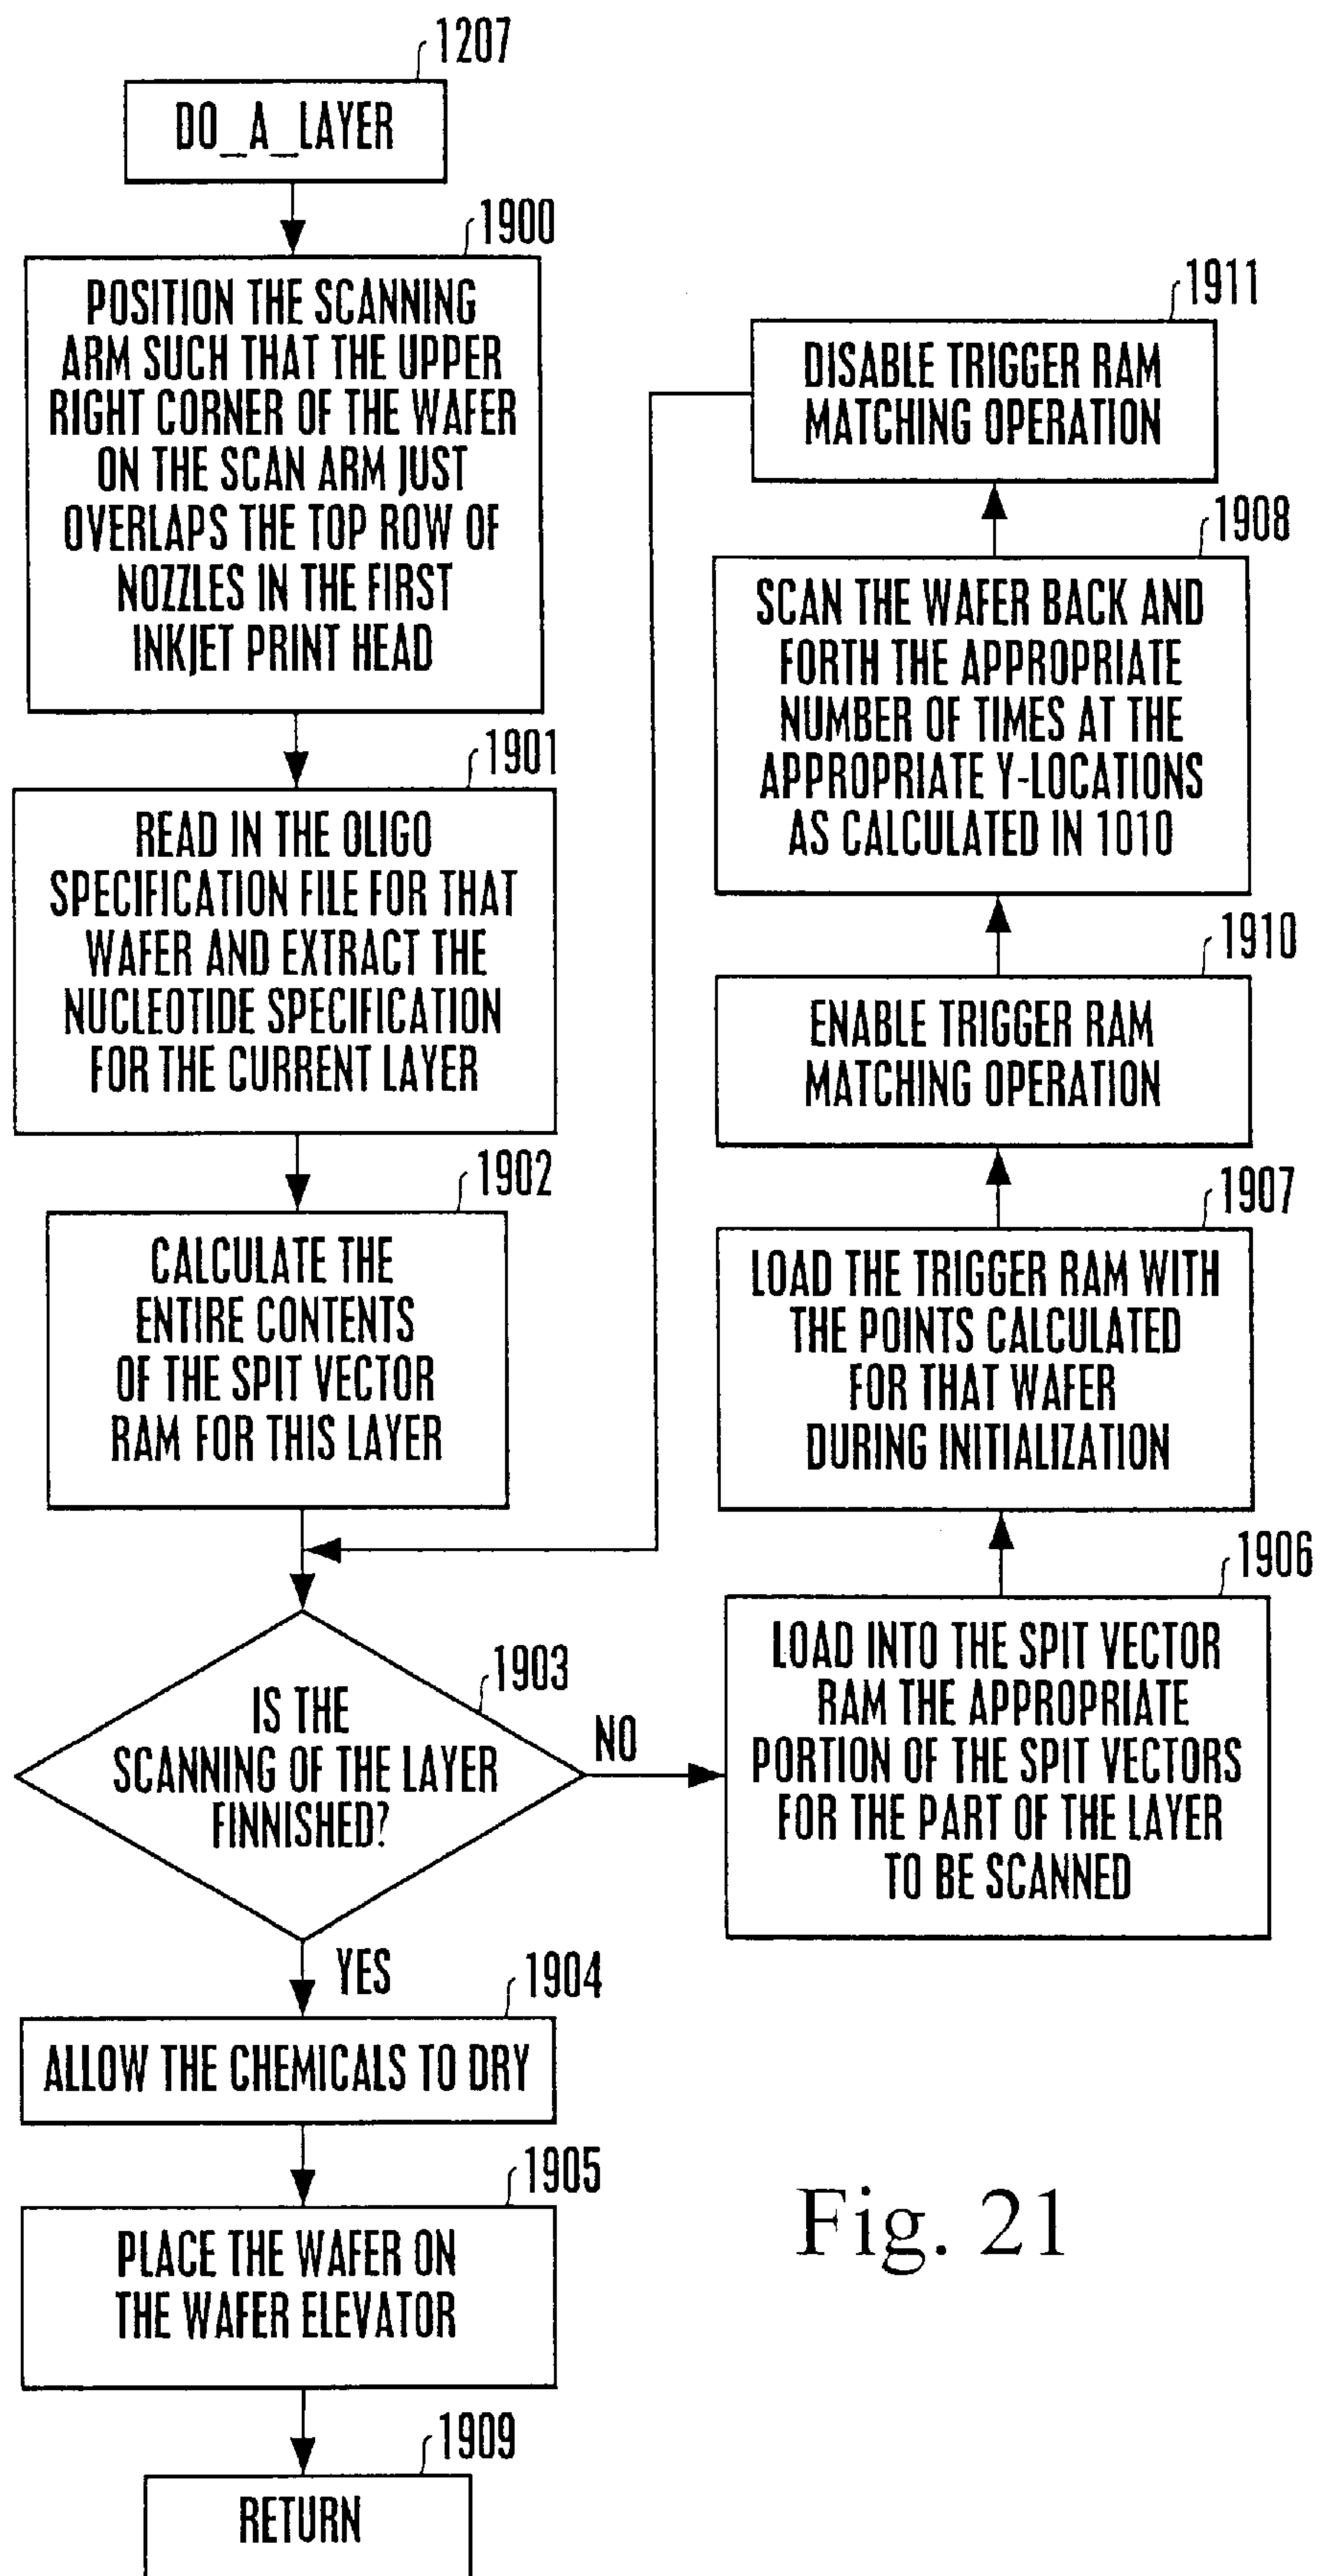 1207
DO_A_LAYER
1900
POSITION THE SCANNING
ARM SUCH THAT THE UPPER
RIGHT CORNER OF THE WAFER
ON THE SCAN ARM JUST
OVERLAPS THE TOP ROW OF
NOZZLES IN THE FIRST
INKJET PRINT HEAD
1901
READ IN THE OLIGO
SPECIFICATION FILE FOR THAT
WAFER AND EXTRACT THE
NUCLEOTIDE SPECIFICATION
FOR THE CURRENT LAYER
1902
CALCULATE THE
ENTIRE CONTENTS
OF THE SPIT VECTOR
RAM FOR THIS LAYER
1903
IS THE
SCANNING OF THE LAYER
FINNISHED?
NO
YES
1904
ALLOW THE CHEMICALS TO DRY
1905
PLACE THE WAFER ON
THE WAFER ELEVATOR
1909
RETURN
1911
DISABLE TRIGGER RAM
MATCHING OPERATION
1908
SCAN THE WAFER BACK AND
FORTH THE APPROPRIATE
NUMBER OF TIMES AT THE
APPROPRIATE Y-LOCATIONS
AS CALCULATED IN 1010
1910
ENABLE TRIGGER RAM
MATCHING OPERATION
1907
LOAD THE TRIGGER RAM WITH
THE POINTS CALCULATED
FOR THAT WAFER
DURING INITIALIZATION
1906
LOAD INTO THE SPIT VECTOR
RAM THE APPROPRIATE
PORTION OF THE SPIT VECTORS
FOR THE PART OF THE LAYER
TO BE SCANNED
Fig. 21